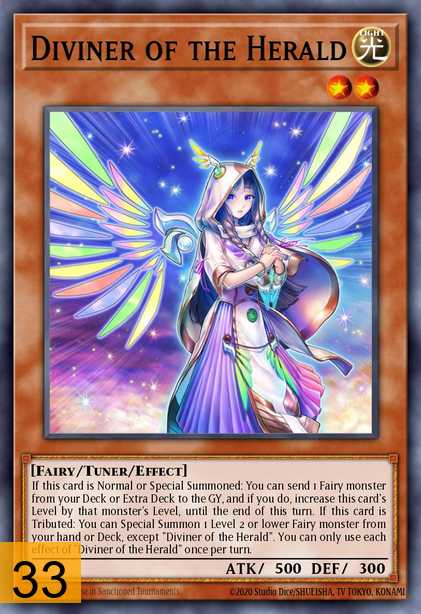 DIVINER OF THE HERALD
LIGHT
光
[FAIRY/TUNER/EFFECT]
If this card is Normal or Special Summoned: You can send 1 Fairy monster
from your Deck or Extra Deck to the GY, and if you do, increase this card's
Level by that monster's Level, until the end of this turn. If this card is
Tributed: You can Special Summon 1 Level 2 or lower Fairy monster from
your hand or Deck, except "Diviner of the Herald". You can only use each
effect of "Diviner of the Herald" once per turn.
ATK/ 500 DEF/ 300
33
in Sanctioned Tournaments
©2020 Studio Dice/SHUEISHA, TV TOKYO, KONAMI